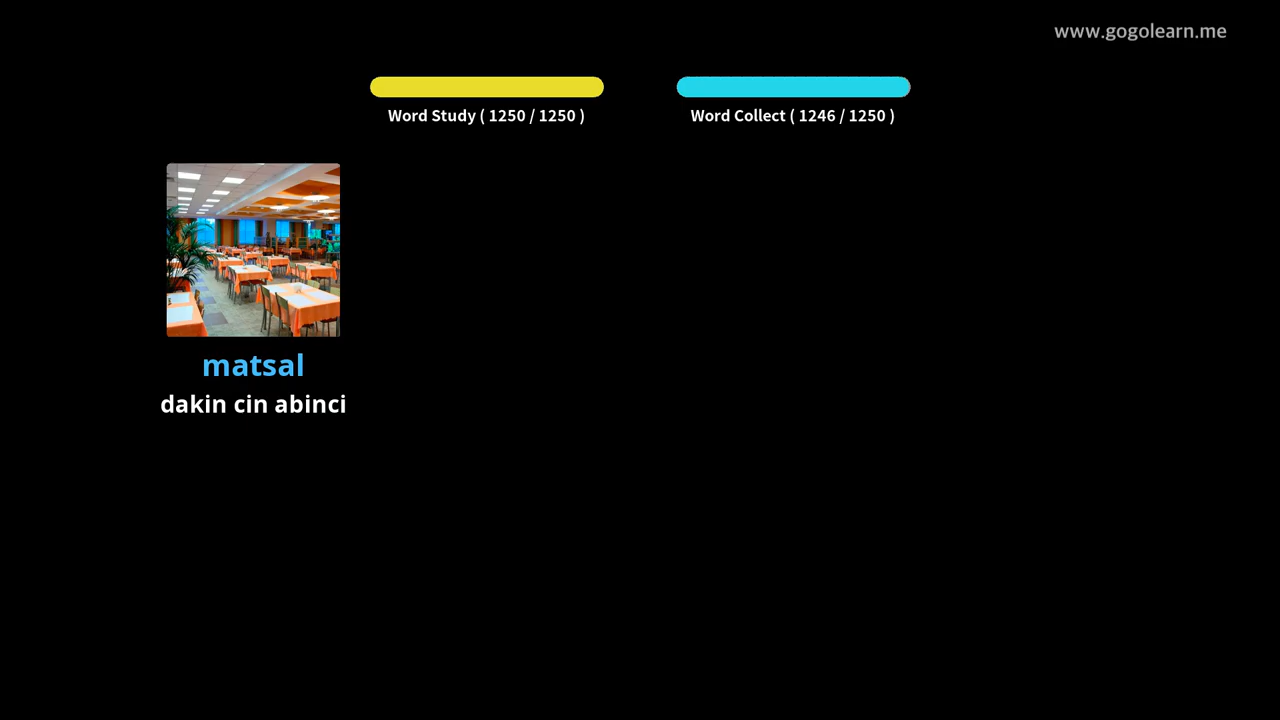 www.gogolearn.me
Word Study ( 1250 / 1250 )
Word Collect ( 1246 / 1250 )
matsal
dakin cin abinci